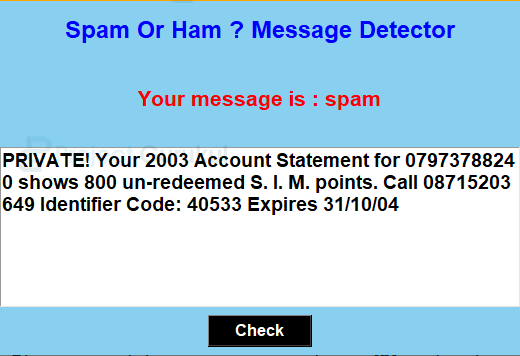 Spam Or Ham ? Message Detector
Your message is : spam
PRIVATE! Your 2003 Account Statement for 0797378824
0 shows 800 un-redeemed S. I. M. points. Call 08715203
649 Identifier Code: 40533 Expires 31/10/04
Check